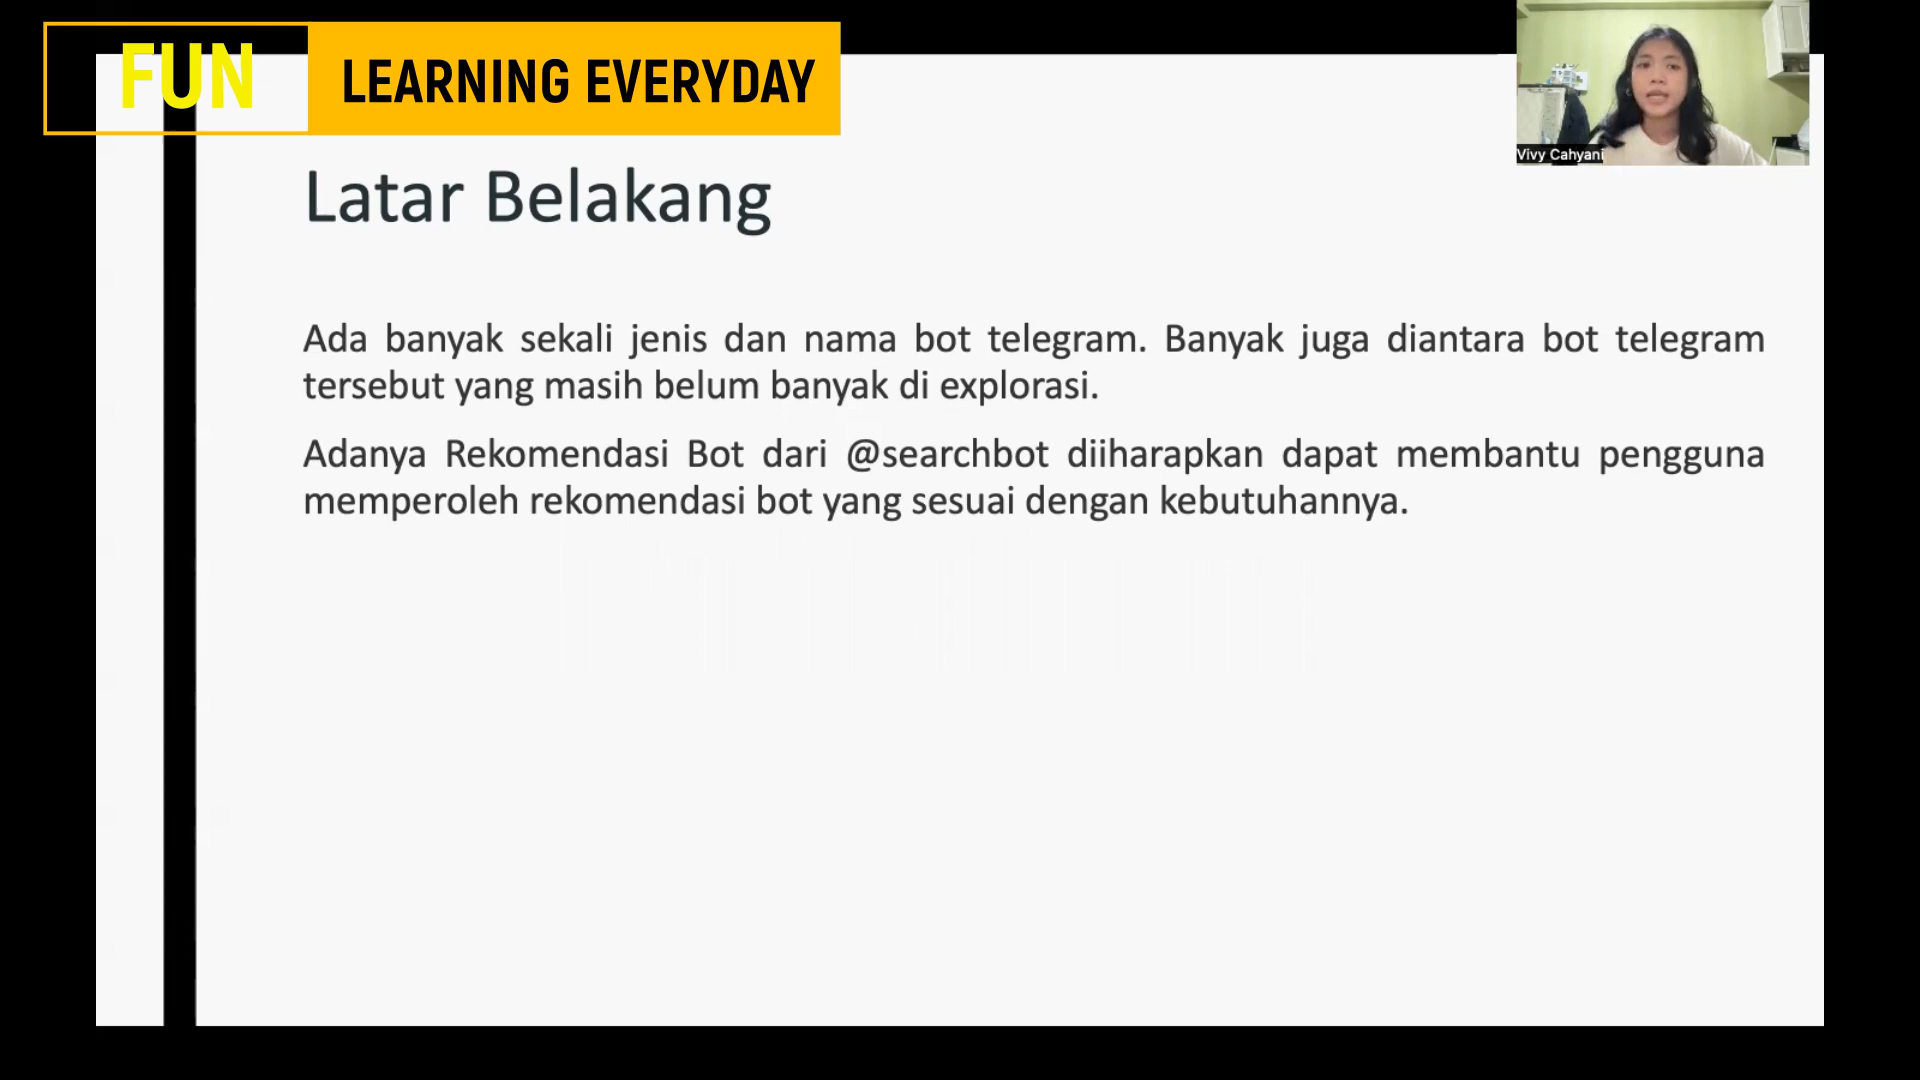 FUN LEARNING EVERYDAY
Vivy Cahyani
Latar Belakang
Ada banyak sekali jenis dan nama bot telegram. Banyak juga diantara bot telegram
tersebut yang masih belum banyak di explorasi.
Adanya Rekomendasi Bot dari @searchbot diiharapkan dapat membantu pengguna
memperoleh rekomendasi bot yang sesuai dengan kebutuhannya.